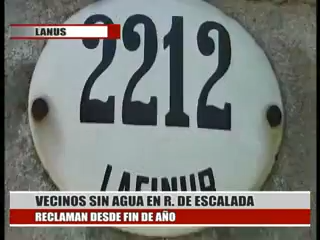 LANUS
2212
LAFINUR
VECINOS SIN AGUA EN R. DE ESCALADA
RECLAMAN DESDE FIN DE AÑO